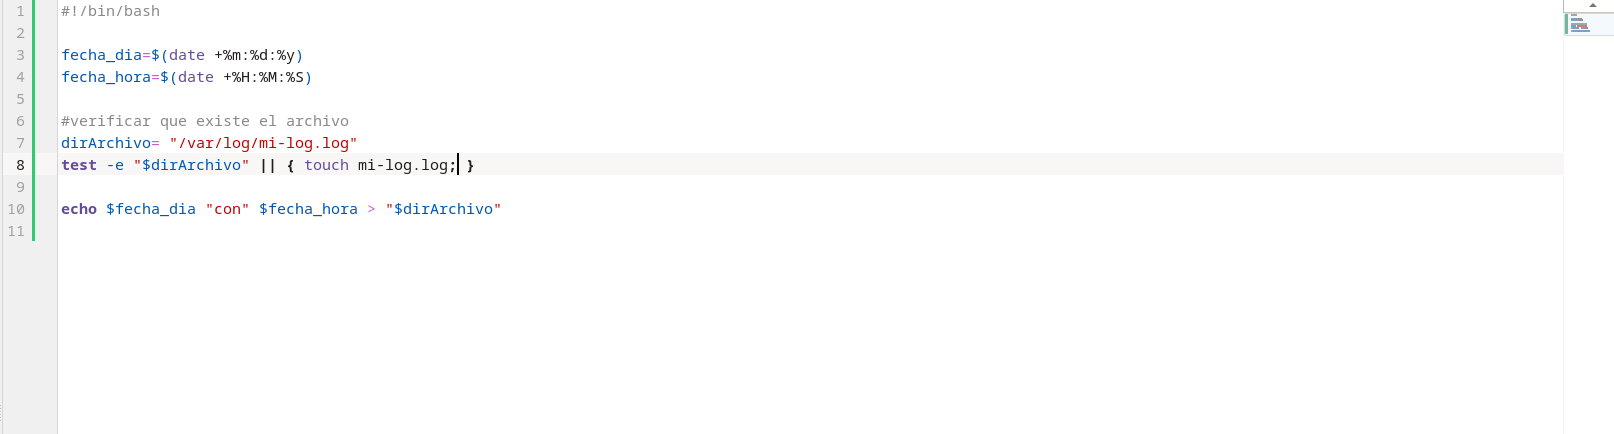 1 #!/bin/bash
2
3 fecha_dia=$(date +%m:%d:%y)
4 fecha_hora=$(date +%H:%M:%S)
5
6 #verificar que existe el archivo
7 dirArchivo= "/var/log/mi-log.log"
8 test -e "$dirArchivo" || { touch mi-log.log; }
9
10 echo $fecha_dia "con" $fecha_hora > "$dirArchivo"
11